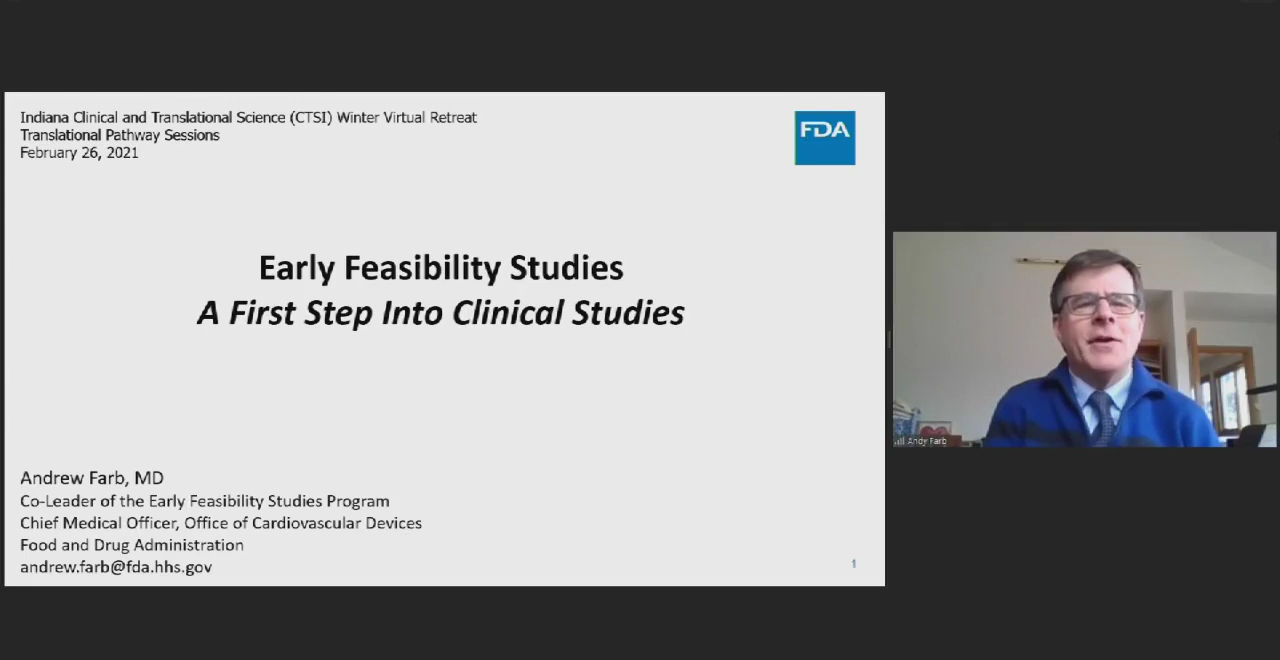 Indiana Clinical and Translational Science (CTSI) Winter Virtual Retreat
Translational Pathway Sessions
February 26, 2021
FDA
Early Feasibility Studies
A First Step Into Clinical Studies
Andrew Farb, MD
Co-Leader of the Early Feasibility Studies Program
Chief Medical Officer, Office of Cardiovascular Devices
Food and Drug Administration
andrew.farb@fda.hhs.gov
1
Andy Farb